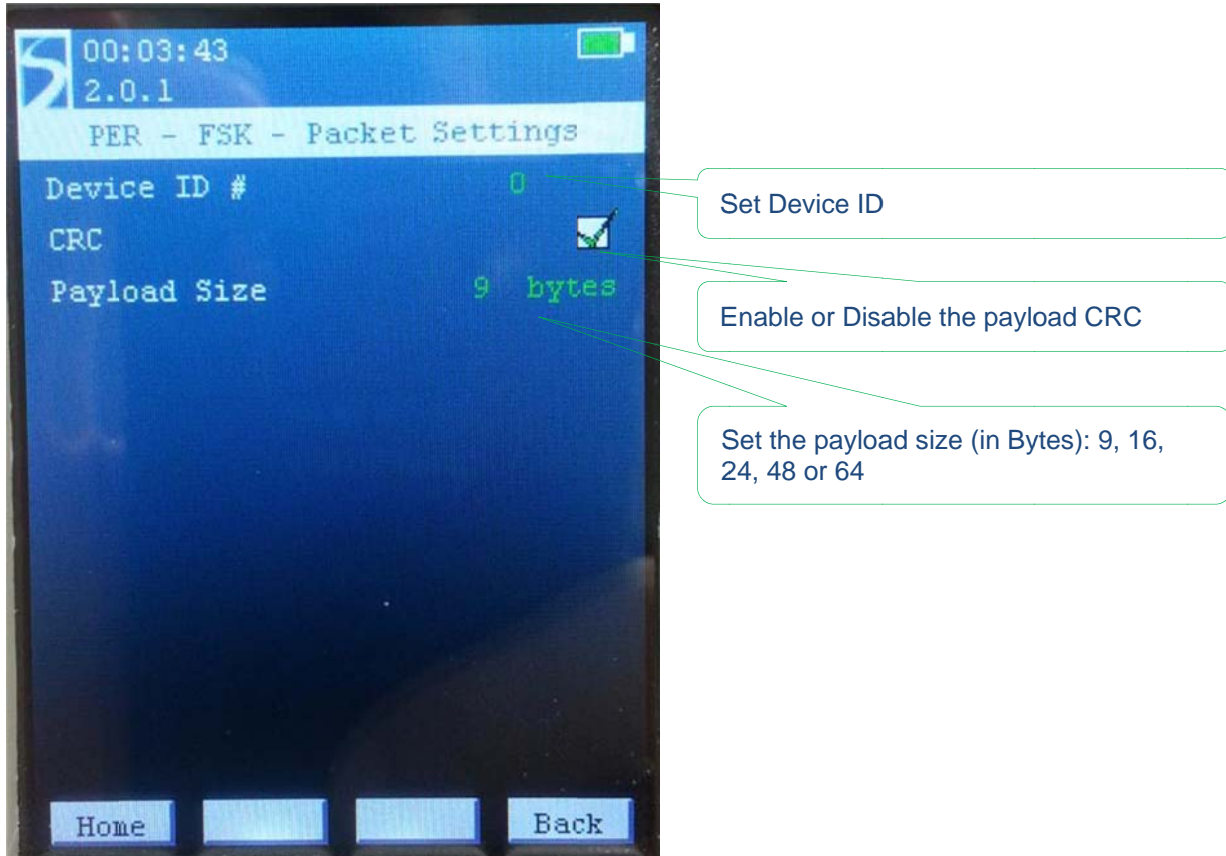 00:03:43
2.0.1
PER - FSK - Packet Settings
Device ID # 0
CRC
Payload Size 9 bytes
Home Back
Set Device ID
Enable or Disable the payload CRC
Set the payload size (in Bytes): 9, 16,
24, 48 or 64